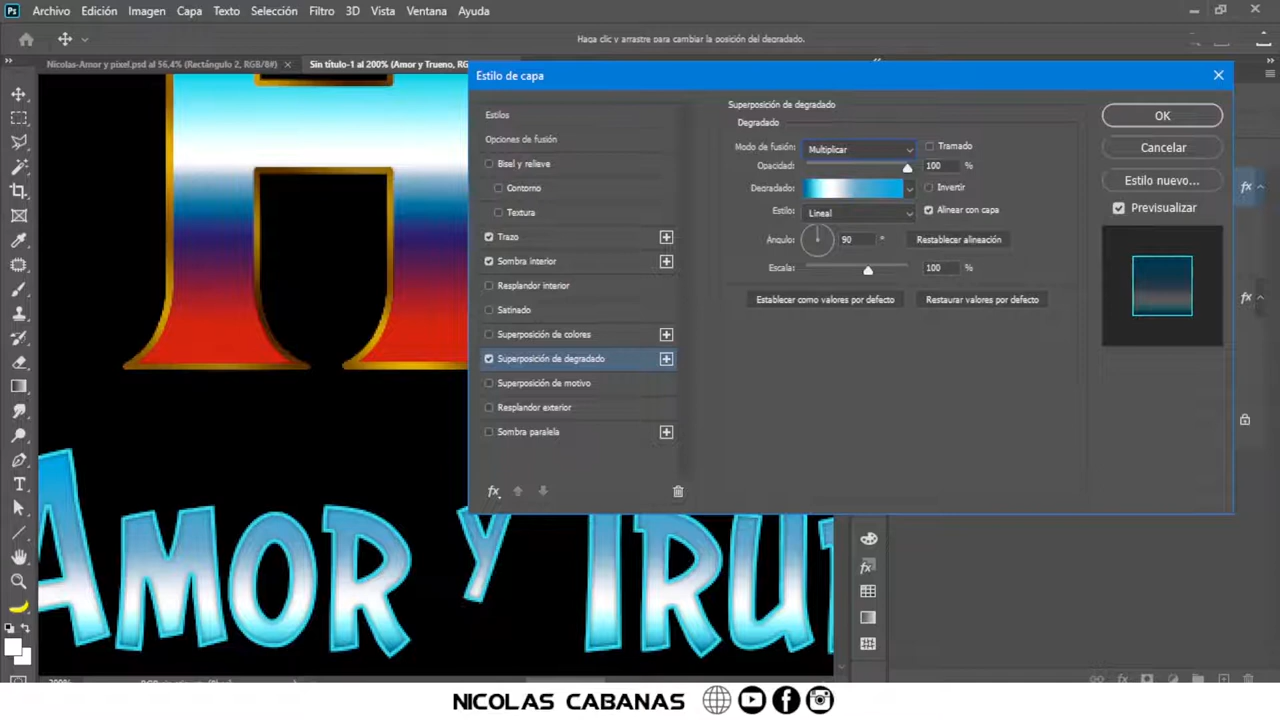 Ps Archivo Edición Imagen Capa Texto Selección Filtro 3D Vista Ventana Ayuda
Haga clic y arrastre para cambiar la posición del degradado.
Nicolas-Amor y pixel.psd al 56,4% (Rectángulo 2, RGB/8#) × Sin título-1 al 200% (Amor y Trueno, RG
Estilo de capa
Estilos
Opciones de fusión
Bisel y relieve
Contorno
Textura
Trazo
Sombra interior
Resplandor interior
Satinado
Superposición de colores
Superposición de degradado
Superposición de motivo
Resplandor exterior
Sombra paralela
fx
Superposición de degradado
Degradado
Modo de fusión: Multiplicar Tramado
Opacidad: 100 %
Degradado: Invertir
Estilo: Lineal Alinear con capa
Ángulo: 90 ° Restablecer alineación
Escala: 100 %
Establecer como valores por defecto Restaurar valores por defecto
OK
Cancelar
Estilo nuevo...
Previsualizar
fx
fx
Amor y Tru
fx
NICOLAS CABANAS